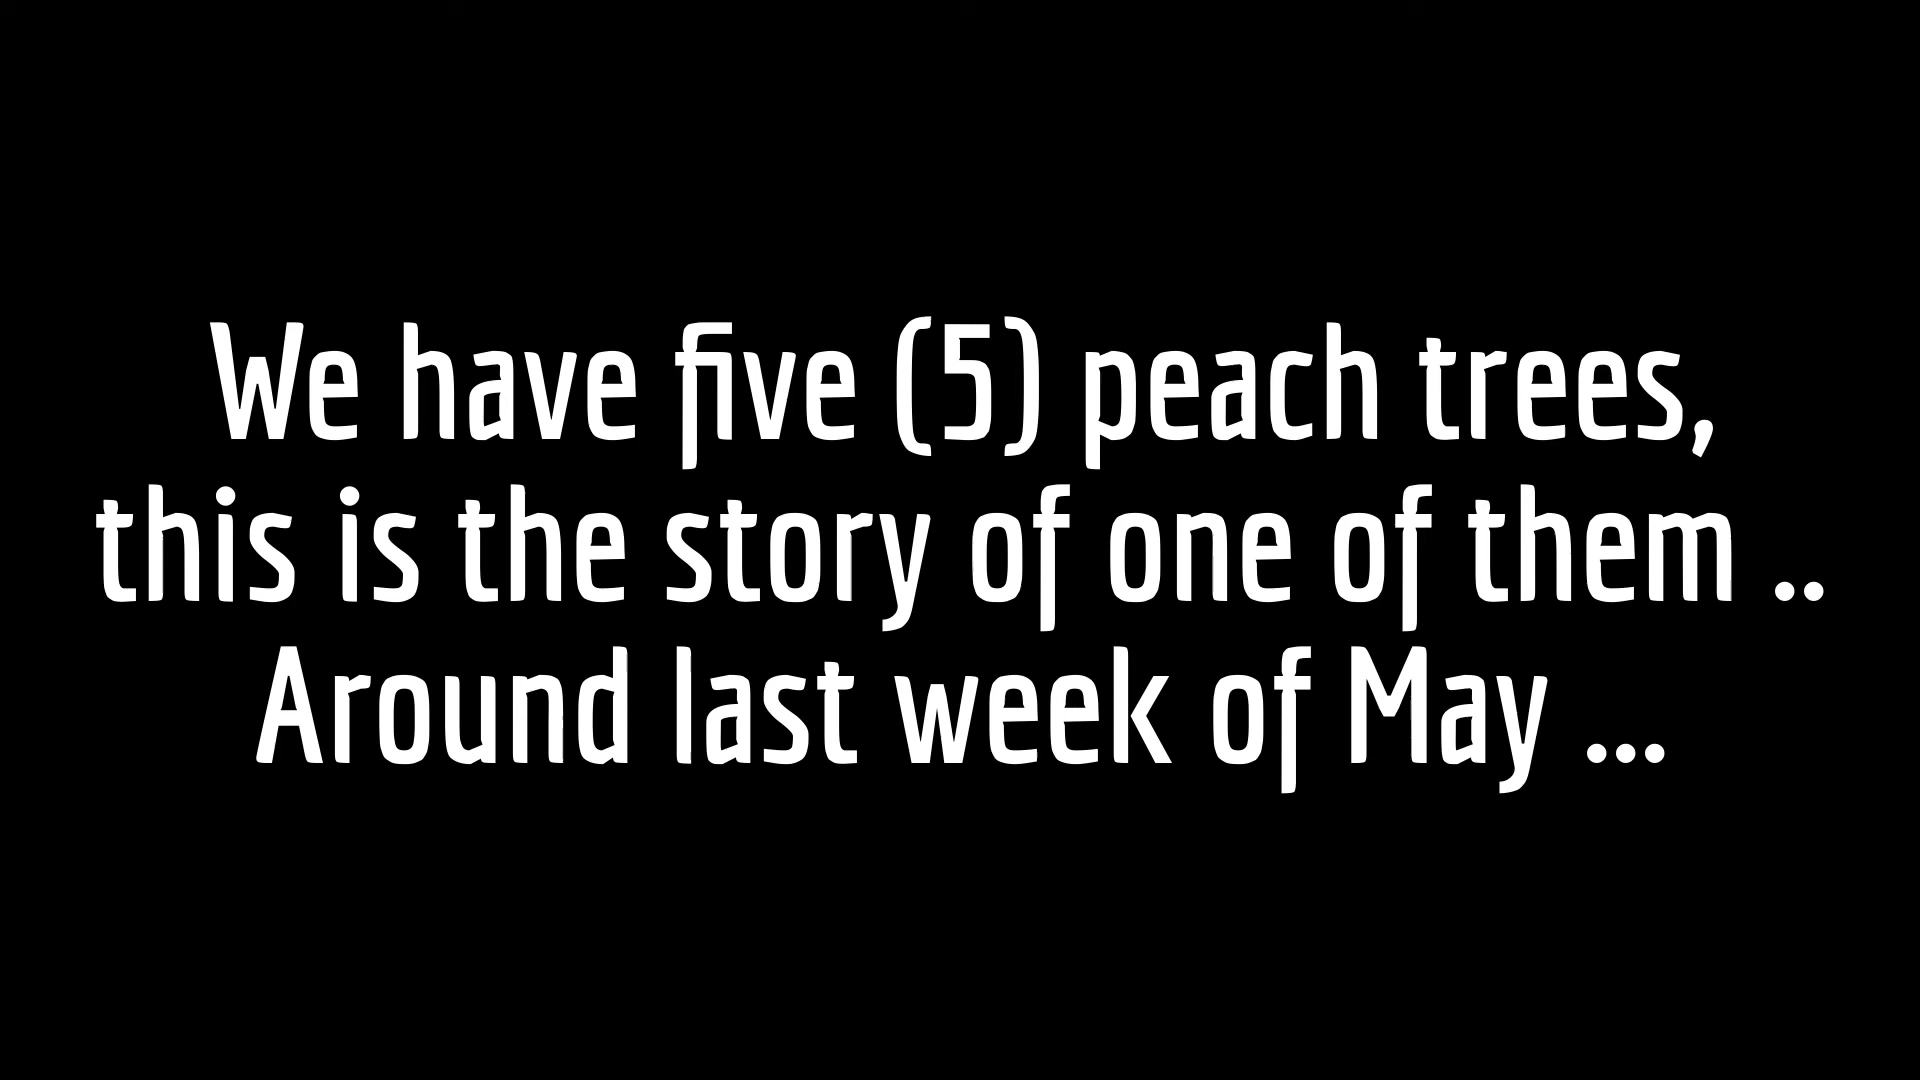 We have five (5) peach trees,
this is the story of one of them ..
Around last week of May ...